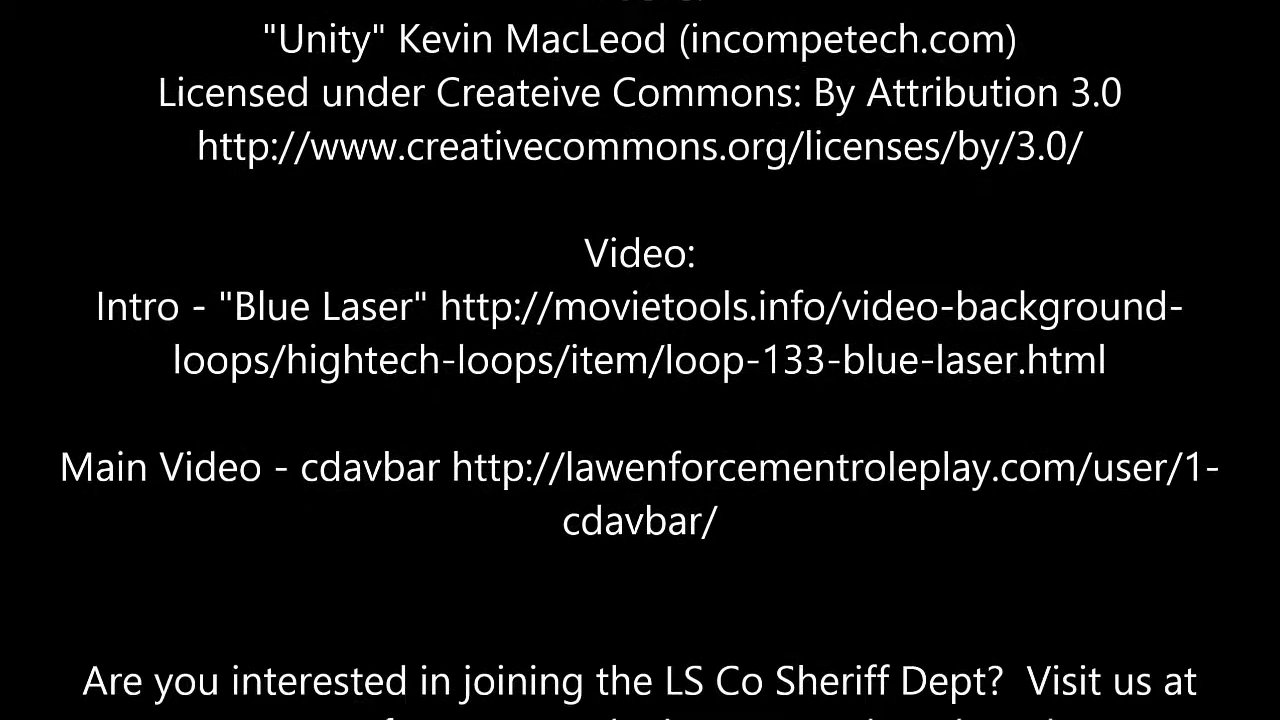 "Unity" Kevin MacLeod (incompetech.com)
Licensed under Createive Commons: By Attribution 3.0
http://www.creativecommons.org/licenses/by/3.0/
Video:
Intro - "Blue Laser" http://movietools.info/video-background-
loops/hightech-loops/item/loop-133-blue-laser.html
Main Video - cdavbar http://lawenforcementroleplay.com/user/1-
cdavbar/
Are you interested in joining the LS Co Sheriff Dept?  Visit us at